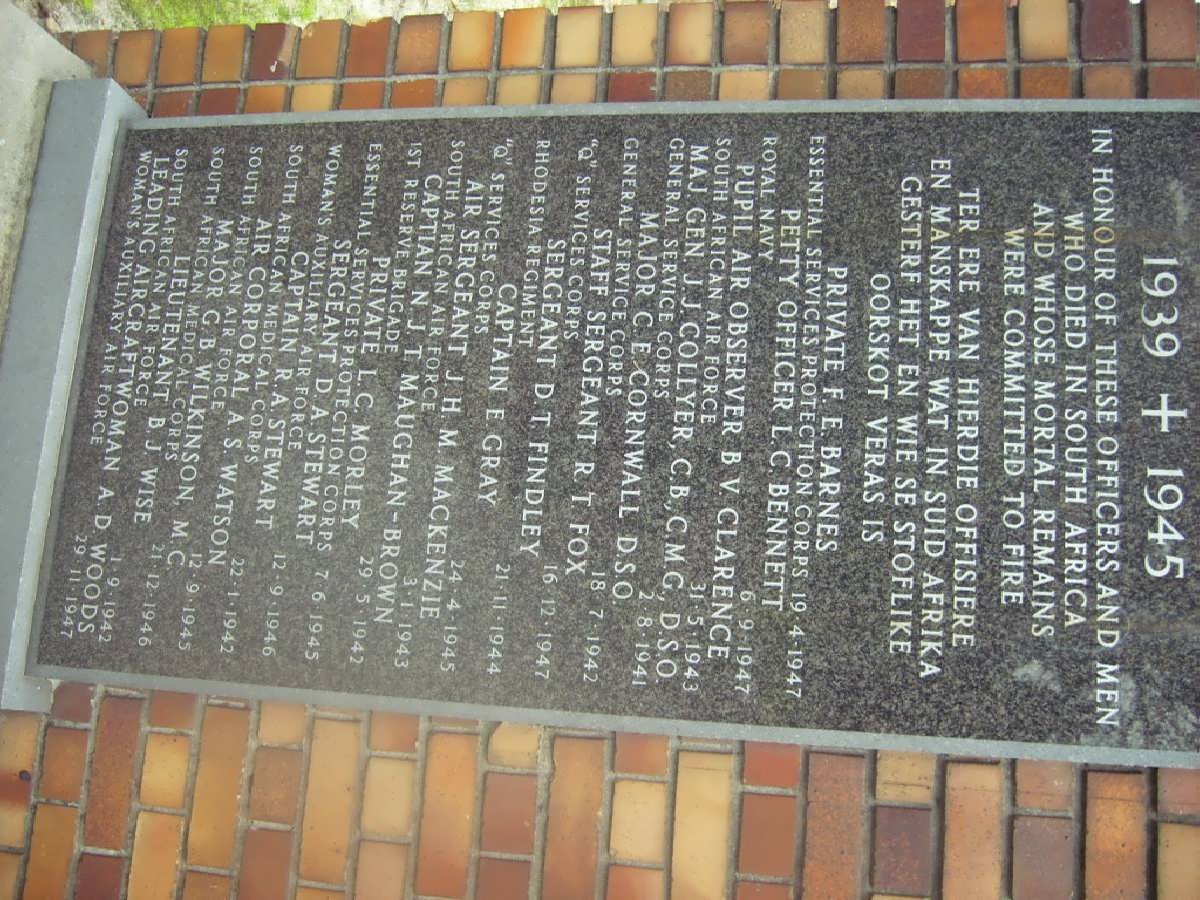 1939 + 1945
IN HONOUR OF THESE OFFICERS AND MEN
WHO DIED IN SOUTH AFRICA
AND WHOSE MORTAL REMAINS
WERE COMMITTED TO FIRE
TER ERE VAN HIERDIE OFFISIERE
EN MANSKAPPE WAT IN SUID AFRIKA
GESTERF HET EN WIE SE STOFLIKE
OORSKOT VERAS IS
PRIVATE F. E. BARNES
ESSENTIAL SERVICES PROTECTION CORPS 19·4·1947
PETTY OFFICER L. C. BENNETT
ROYAL NAVY 6·9·1947
PUPIL AIR OBSERVER B. V. CLARENCE
SOUTH AFRICAN AIR FORCE 31·5·1943
MAJ. GEN. J. J. COLLYER, C.B., C.M.G., D.S.O.
GENERAL SERVICE CORPS 2·8·1941
MAJOR C. E. CORNWALL D.S.O.
GENERAL SERVICE CORPS 18·7·1942
STAFF SERGEANT R. T. FOX
"Q" SERVICES CORPS 16·12·1947
SERGEANT D. T. FINDLEY
RHODESIA REGIMENT 21·11·1944
CAPTAIN E. GRAY
"Q" SERVICES CORPS 24·4·1945
AIR SERGEANT J. H. M. MACKENZIE
SOUTH AFRICAN AIR FORCE 3·1·1943
CAPTIAN N. J. T. MAUGHAN-BROWN
1ST RESERVE BRIGADE 29·5·1942
PRIVATE L. C. MORLEY
ESSENTIAL SERVICES PROTECTION CORPS 7·6·1945
SERGEANT D. A. STEWART
WOMAN'S AUXILIARY AIR FORCE 12·9·1946
CAPTAIN R. A. STEWART
SOUTH AFRICAN MEDICAL CORPS 22·1·1942
AIR CORPORAL A. S. WATSON
SOUTH AFRICAN AIR FORCE 12·9·1945
MAJOR G. B. WILKINSON, M.C.
SOUTH AFRICAN MEDICAL CORPS 21·12·1946
LIEUTENANT B. J. WISE
SOUTH AFRICAN AIR FORCE 1·9·1942
LEADING AIRCRAFTWOMAN A. D. WOODS
WOMAN'S AUXILIARY AIR FORCE 29·11·1947